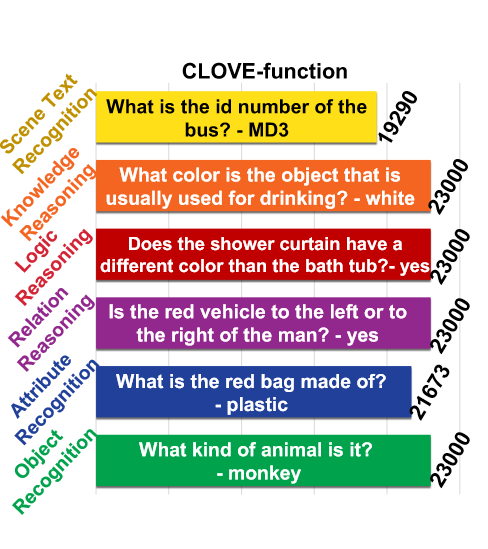 CLOVE-function
Scene Text
Recognition
What is the id number of the
bus? - MD3
19290
Knowledge
Reasoning
What color is the object that is
usually used for drinking? - white
23000
Logic
Reasoning
Does the shower curtain have a
different color than the bath tub?- yes
23000
Relation
Reasoning
Is the red vehicle to the left or to
the right of the man? - yes
23000
Attribute
Recognition
What is the red bag made of?
- plastic
21673
Object
Recognition
What kind of animal is it?
- monkey
23000